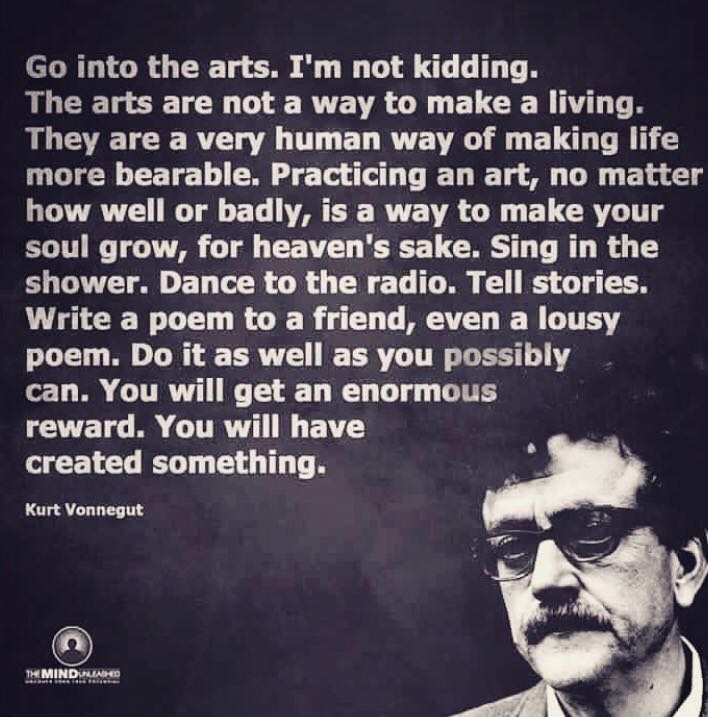 Go into the arts. I'm not kidding.
The arts are not a way to make a living.
They are a very human way of making life
more bearable. Practicing an art, no matter
how well or badly, is a way to make your
soul grow, for heaven's sake. Sing in the
shower. Dance to the radio. Tell stories.
Write a poem to a friend, even a lousy
poem. Do it as well as you possibly
can. You will get an enormous
reward. You will have
created something.
Kurt Vonnegut
THE MIND UNLEASHED